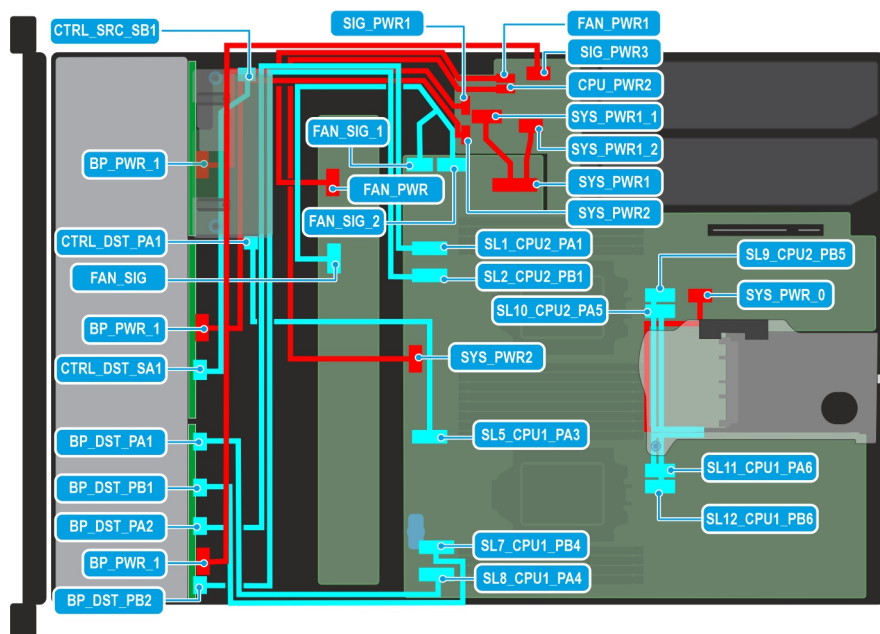 SIG_PWR1
FAN_PWR1
CTRL_SRC_SB1
SIG_PWR3
CPU_PWR2
SYS_PWR1_1
FAN_SIG_1
SYS_PWR1_2
BP_PWR_1
FAN_PWR
SYS_PWR1
SYS_PWR2
FAN_SIG_2
CTRL_DST_PA1
SL1_CPU2_PA1
SL9_CPU2_PB5
FAN_SIG
SL2_CPU2_PB1
SYS_PWR_0
SL10_CPU2_PA5
BP_PWR_1
SYS_PWR2
CTRL_DST_SA1
BP_DST_PA1
SL5_CPU1_PA3
SL11_CPU1_PA6
BP_DST_PB1
SL12_CPU1_PB6
BP_DST_PA2
SL7_CPU1_PB4
BP_PWR_1
SL8_CPU1_PA4
BP_DST_PB2